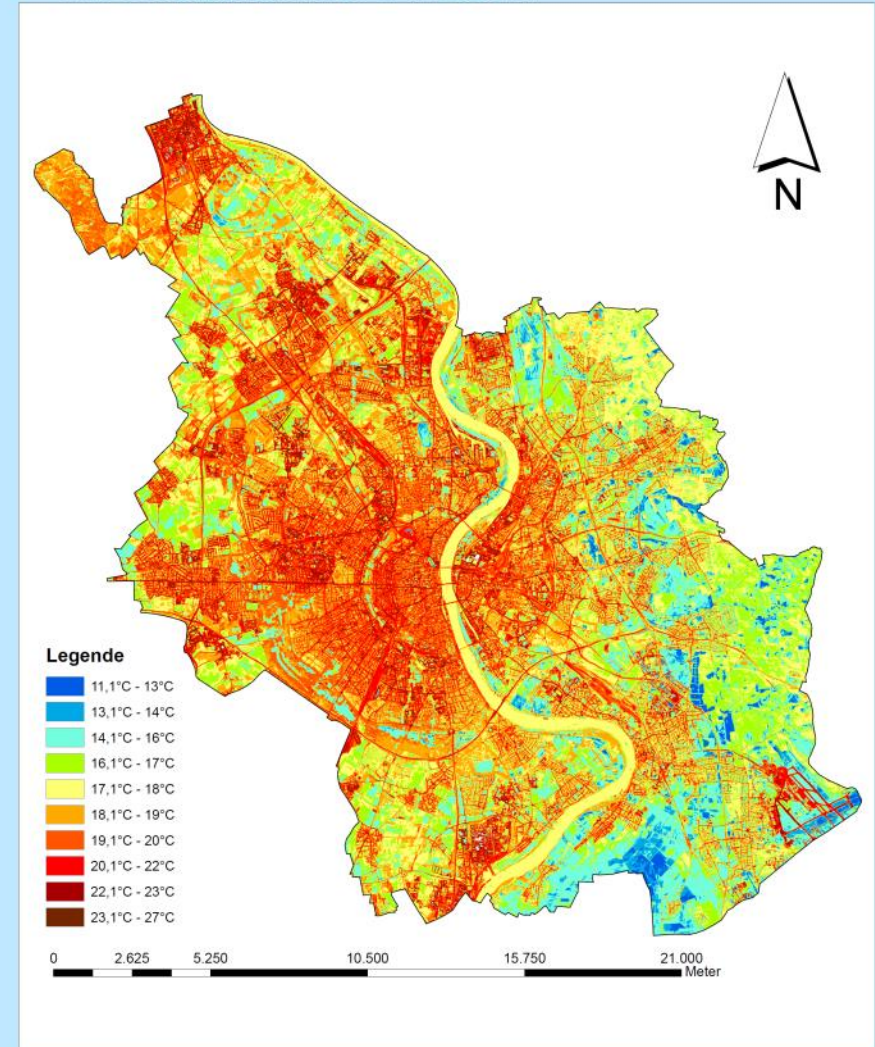 N
Legende
11,1°C - 13°C
13,1°C - 14°C
14,1°C - 16°C
16,1°C - 17°C
17,1°C - 18°C
18,1°C - 19°C
19,1°C - 20°C
20,1°C - 22°C
22,1°C - 23°C
23,1°C - 27°C
0 2.625 5.250 10.500 15.750 21.000
Meter